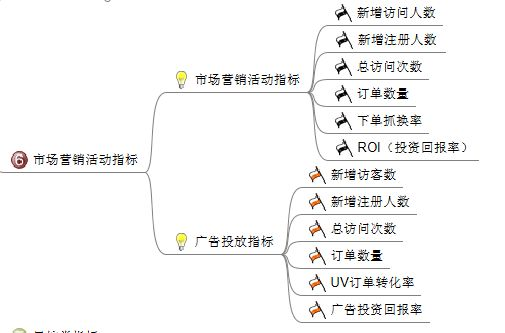 新增访问人数
新增注册人数
总访问次数
订单数量
下单抓换率
ROI（投资回报率）
市场营销活动指标
6 市场营销活动指标
新增访客数
新增注册人数
总访问次数
订单数量
UV订单转化率
广告投资回报率
广告投放指标